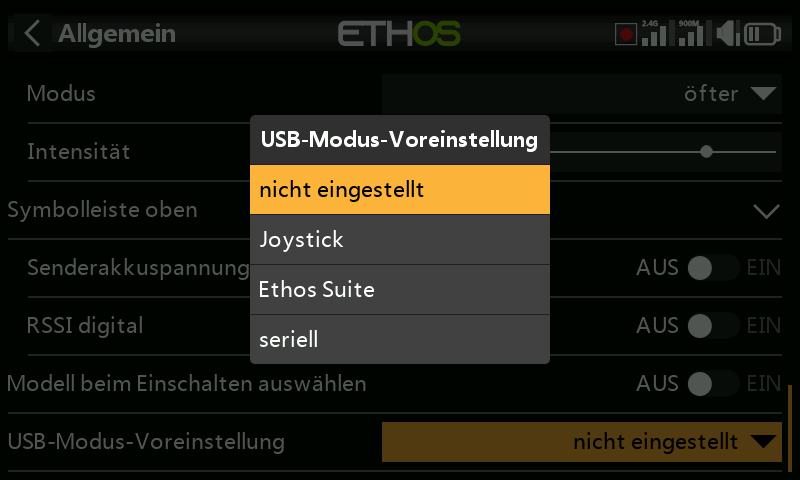 Allgemein
ETHOS
2.4G
900M
Modus
öfter
Intensität
USB-Modus-Voreinstellung
nicht eingestellt
Joystick
Ethos Suite
seriell
Symbolleiste oben
Senderakkuspannung
AUS
EIN
RSSI digital
AUS
EIN
Modell beim Einschalten auswählen
AUS
EIN
USB-Modus-Voreinstellung
nicht eingestellt